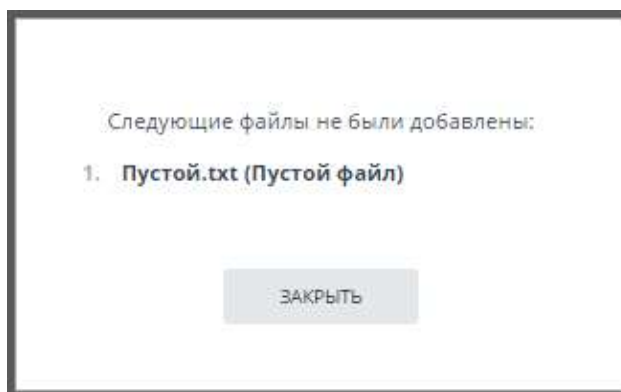 Следующие файлы не были добавлены:
1. Пустой.txt (Пустой файл)
ЗАКРЫТЬ